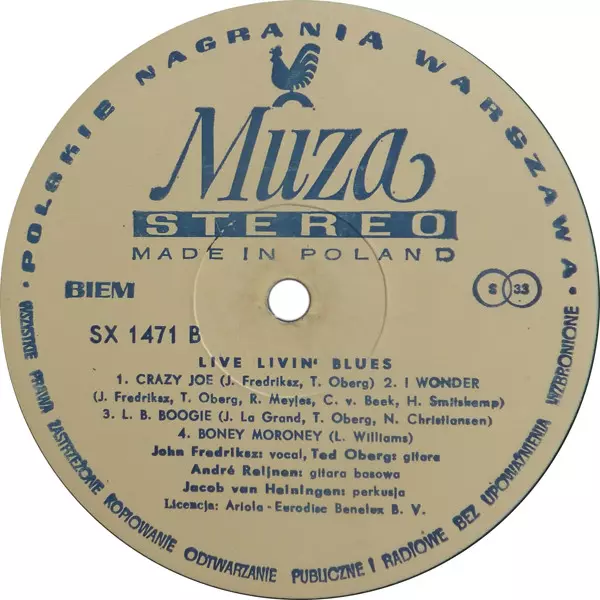 · POLSKIE NAGRANIA WARSZAWA ·
Muza
STEREO
MADE IN POLAND
BIEM
S 33
SX 1471 B
LIVE LIVIN' BLUES
1. CRAZY JOE (J. Fredriksz, T. Oberg) 2. I WONDER
(J. Fredriksz, T. Oberg, R. Meyjes, C. v. Beek, H. Smitskamp)
3. L. B. BOOGIE (J. La Grand, T. Oberg, N. Christiansen)
4. BONEY MORONEY (L. Williams)
John Fredriksz: vocal, Ted Oberg: gitara
André Reijnen: gitara basowa
Jacob van Heiningen: perkusja
Licencja: Ariola - Eurodisc Benelux B. V.
WSZYSTKIE PRAWA ZASTRZEŻONE KOPIOWANIE ODTWARZANIE PUBLICZNE I RADIOWE BEZ UPOWAŻNIENIA WZBRONIONE